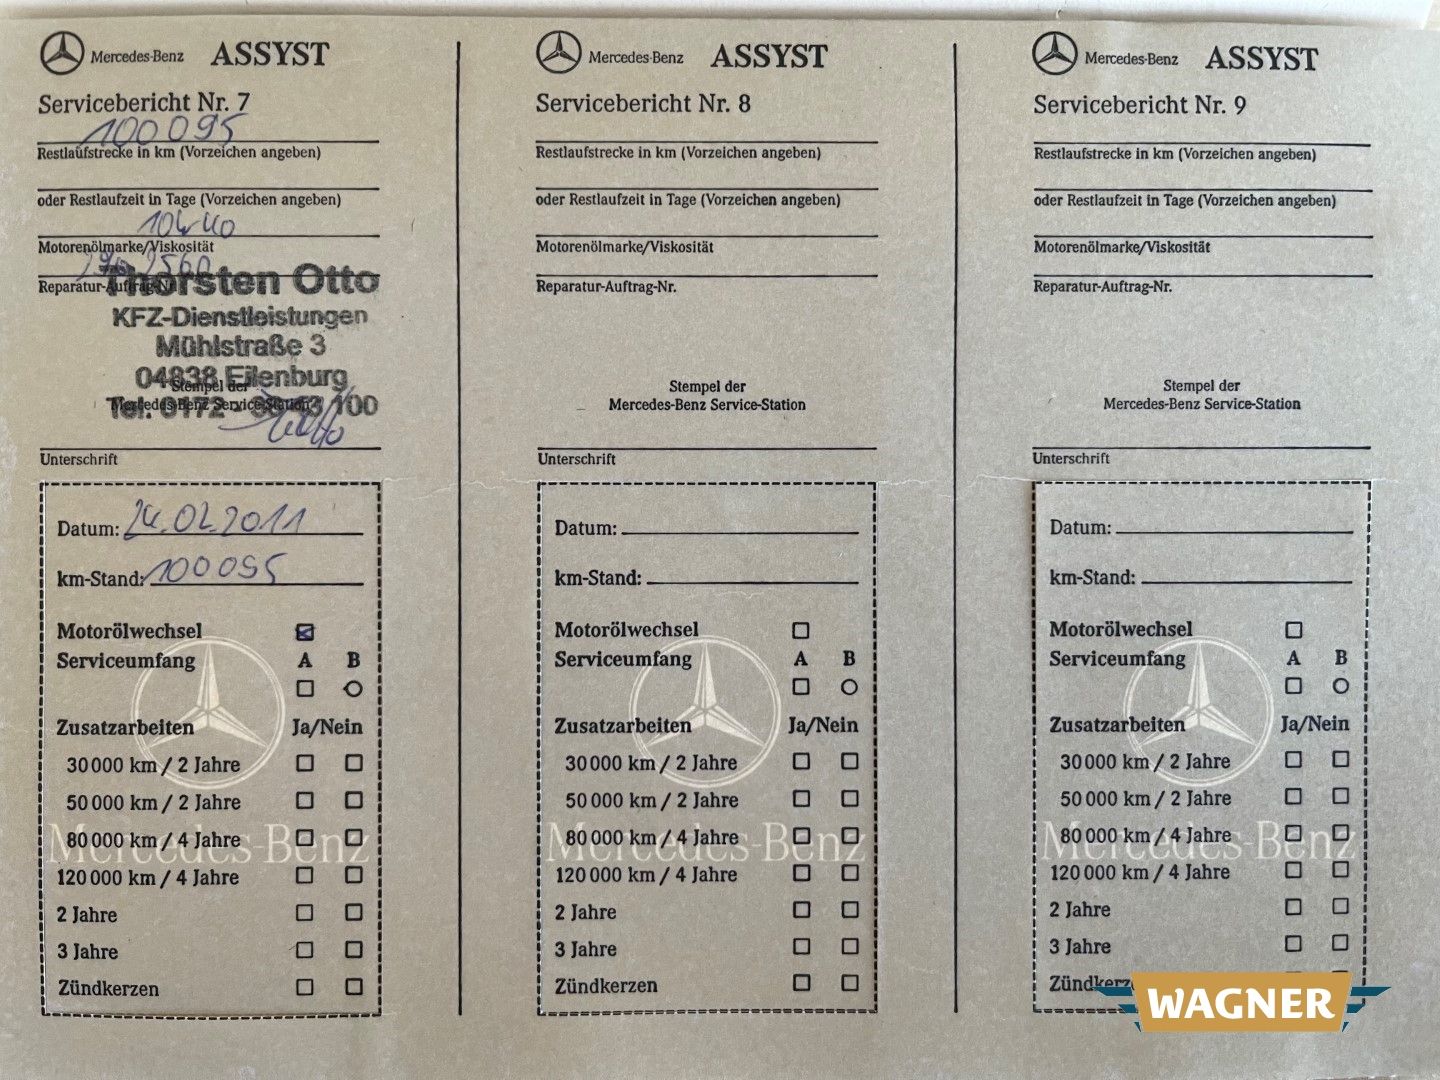 Mercedes-Benz ASSYST
Servicebericht Nr. 7
100095
Restlaufstrecke in km (Vorzeichen angeben)
oder Restlaufzeit in Tage (Vorzeichen angeben)
10W40
Motorenölmarke/Viskosität
Reparatur-Auftrag-Nr.
Thorsten Otto
KFZ-Dienstleistungen
Mühlstraße 3
04838 Eilenburg
Stempel der
Mercedes-Benz Service-Station
Tel. 0172 - 100
Unterschrift
Datum: 24.02.2011
km-Stand: 100095
Motorölwechsel
Serviceumfang A B
Zusatzarbeiten Ja/Nein
30 000 km / 2 Jahre
50 000 km / 2 Jahre
80 000 km / 4 Jahre
120 000 km / 4 Jahre
2 Jahre
3 Jahre
Zündkerzen
Mercedes-Benz
Mercedes-Benz ASSYST
Servicebericht Nr. 8
Restlaufstrecke in km (Vorzeichen angeben)
oder Restlaufzeit in Tage (Vorzeichen angeben)
Motorenölmarke/Viskosität
Reparatur-Auftrag-Nr.
Stempel der
Mercedes-Benz Service-Station
Unterschrift
Datum:
km-Stand:
Motorölwechsel
Serviceumfang A B
Zusatzarbeiten Ja/Nein
30 000 km / 2 Jahre
50 000 km / 2 Jahre
80 000 km / 4 Jahre
120 000 km / 4 Jahre
2 Jahre
3 Jahre
Zündkerzen
Mercedes-Benz
Mercedes-Benz ASSYST
Servicebericht Nr. 9
Restlaufstrecke in km (Vorzeichen angeben)
oder Restlaufzeit in Tage (Vorzeichen angeben)
Motorenölmarke/Viskosität
Reparatur-Auftrag-Nr.
Stempel der
Mercedes-Benz Service-Station
Unterschrift
Datum:
km-Stand:
Motorölwechsel
Serviceumfang A B
Zusatzarbeiten Ja/Nein
30 000 km / 2 Jahre
50 000 km / 2 Jahre
80 000 km / 4 Jahre
120 000 km / 4 Jahre
2 Jahre
3 Jahre
Zündkerze
Mercedes-Benz
WAGNER